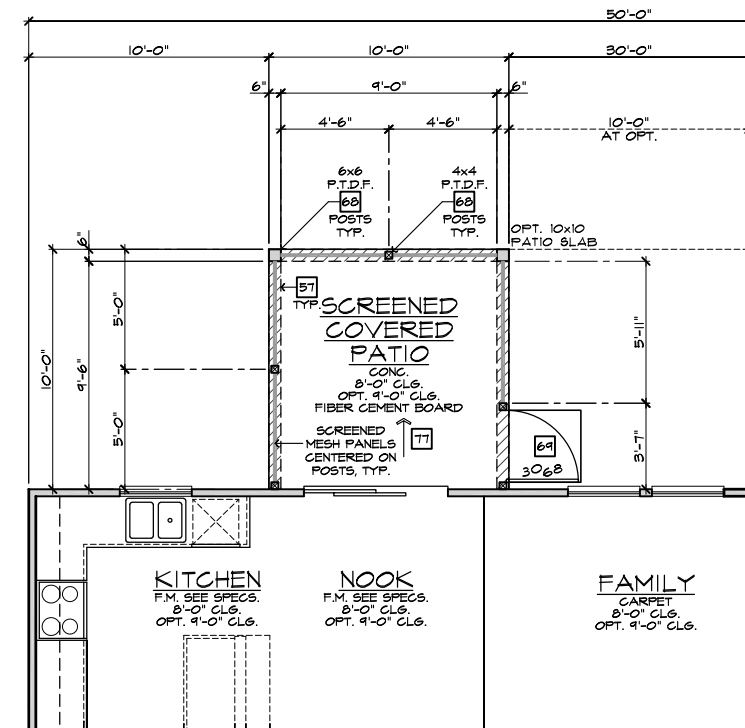 50'-0"
10'-0"
10'-0"
30'-0"
6"
9'-0"
6"
4'-6"
4'-6"
10'-0"
AT OPT.
6x6
P.T.D.F.
68
POSTS
TYP.
4x4
P.T.D.F.
68
POSTS
TYP.
OPT. 10x10
PATIO SLAB
6"
10'-0"
9'-6"
5'-0"
5'-0"
57
TYP.
SCREENED
COVERED
PATIO
CONC.
8'-0" CLG.
OPT. 9'-0" CLG.
FIBER CEMENT BOARD
SCREENED
MESH PANELS
CENTERED ON
POSTS, TYP.
77
5'-11"
3'-7"
69
3068
KITCHEN
F.M. SEE SPECS.
8'-0" CLG.
OPT. 9'-0" CLG.
NOOK
F.M. SEE SPECS.
8'-0" CLG.
OPT. 9'-0" CLG.
FAMILY
CARPET
8'-0" CLG.
OPT. 9'-0" CLG.